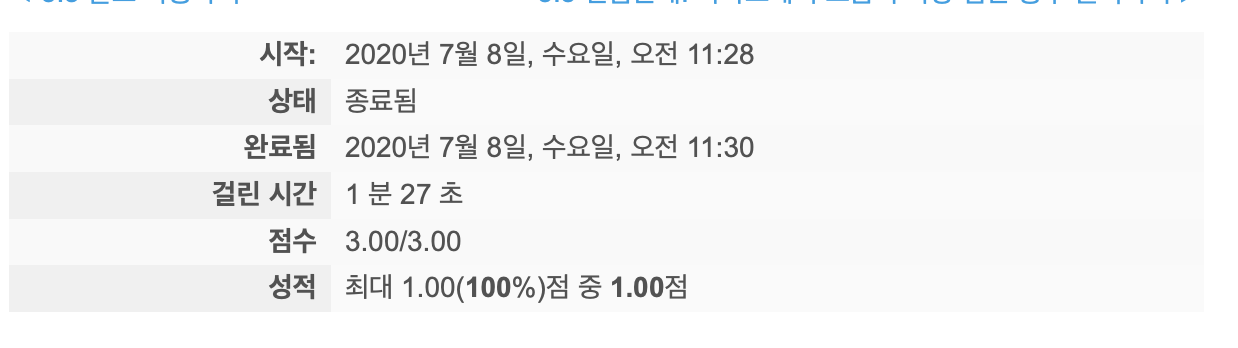 시작: 2020년 7월 8일, 수요일, 오전 11:28
상태 종료됨
완료됨 2020년 7월 8일, 수요일, 오전 11:30
걸린 시간 1 분 27 초
점수 3.00/3.00
성적 최대 1.00(100%)점 중 1.00점